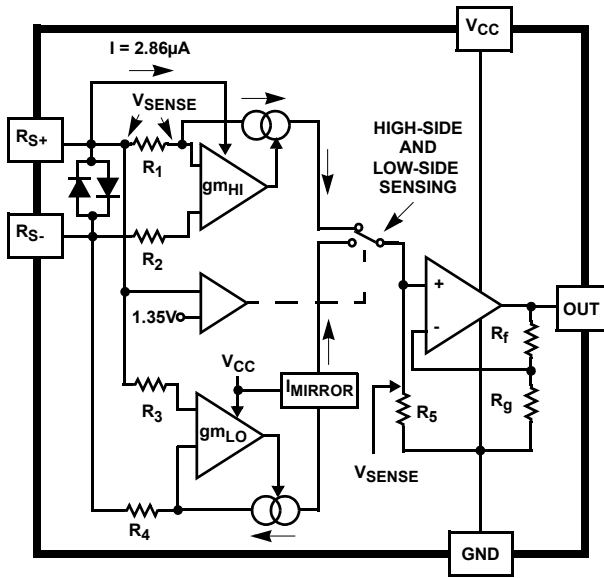 I = 2.86µA
VCC
VSENSE
RS+
R1
gmHI
HIGH-SIDE
AND
LOW-SIDE
SENSING
RS-
R2
1.35V
+
-
OUT
Rf
VCC
IMIRROR
R3
gmLO
R5
Rg
VSENSE
R4
GND